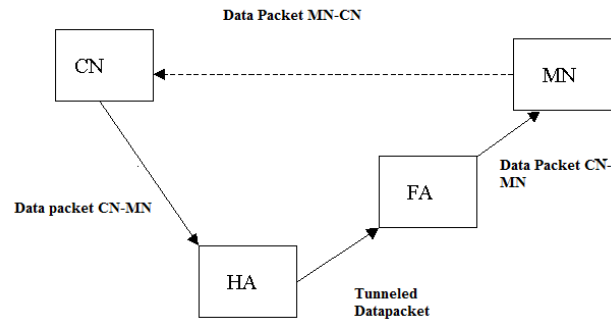 Data Packet MN-CN
CN
MN
Data Packet CN-
MN
FA
Data packet CN-MN
HA
Tunneled
Datapacket